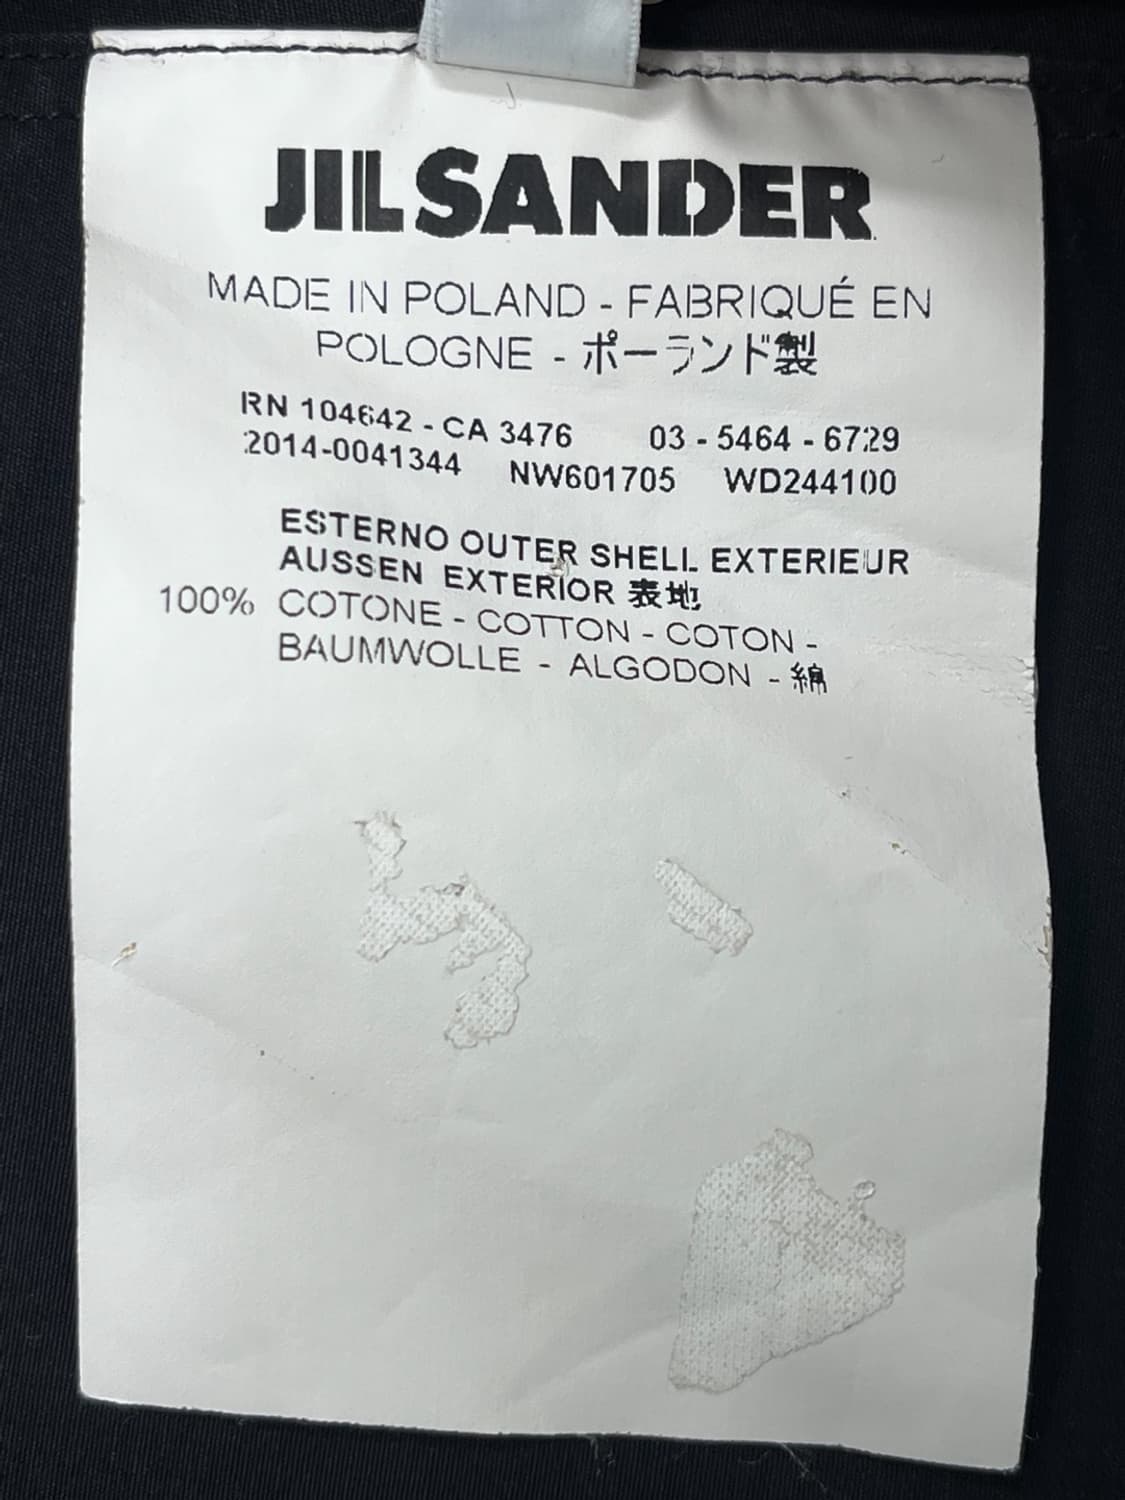 JIL SANDER
MADE IN POLAND - FABRIQUÉ EN
POLOGNE - ポーランド製
RN 104642 - CA 3476 03 - 5464 - 6729
2014-0041344 NW601705 WD244100
ESTERNO OUTER SHELL EXTERIEUR
AUSSEN EXTERIOR 表地
100% COTONE - COTTON - COTON -
BAUMWOLLE - ALGODON - 綿